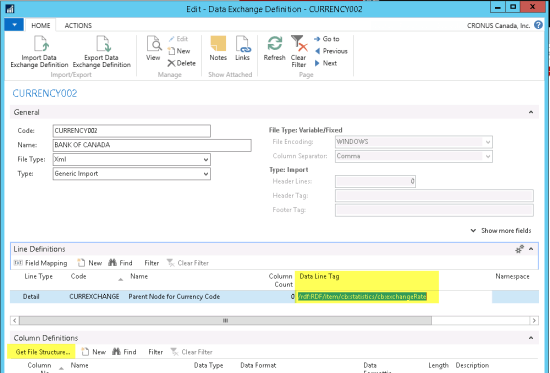 Edit - Data Exchange Definition - CURRENCY002
HOME ACTIONS CRONUS Canada, Inc.
Import Data Exchange Definition
Export Data Exchange Definition
View
Edit
New
Delete
Notes
Links
Refresh
Clear Filter
Go to
Previous
Next
Import/Export Manage Show Attached Page
CURRENCY002
General
Code: CURRENCY002
Name: BANK OF CANADA
File Type: Xml
Type: Generic Import
File Type: Variable/Fixed
File Encoding: WINDOWS
Column Separator: Comma
Type: Import
Header Lines: 0
Header Tag:
Footer Tag:
Show more fields
Line Definitions
Field Mapping New Find Filter Clear Filter
Line Type Code Name Column Count Data Line Tag Namespace
Detail CURREXCHANGE Parent Node for Currency Code 0 /rdf:RDF/item/cb:statistics/cb:exchangeRate
Column Definitions
Get File Structure... New Find Filter Clear Filter
Column Name Data Type Data Format Data Length Description